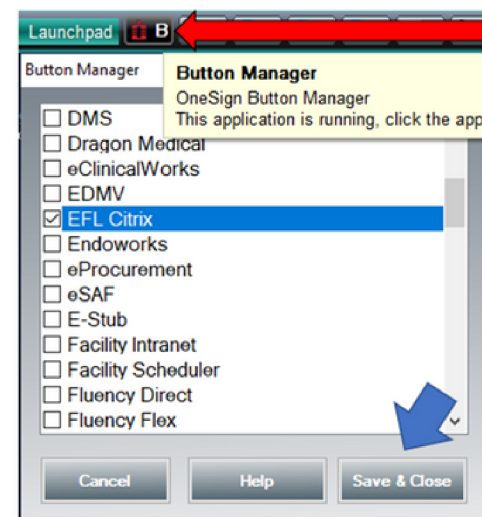 Launchpad B
Button Manager
Button Manager
OneSign Button Manager
This application is running, click the app
DMS
Dragon Medical
eClinicalWorks
EDMV
EFL Citrix
Endoworks
eProcurement
eSAF
E-Stub
Facility Intranet
Facility Scheduler
Fluency Direct
Fluency Flex
Cancel Help Save & Close